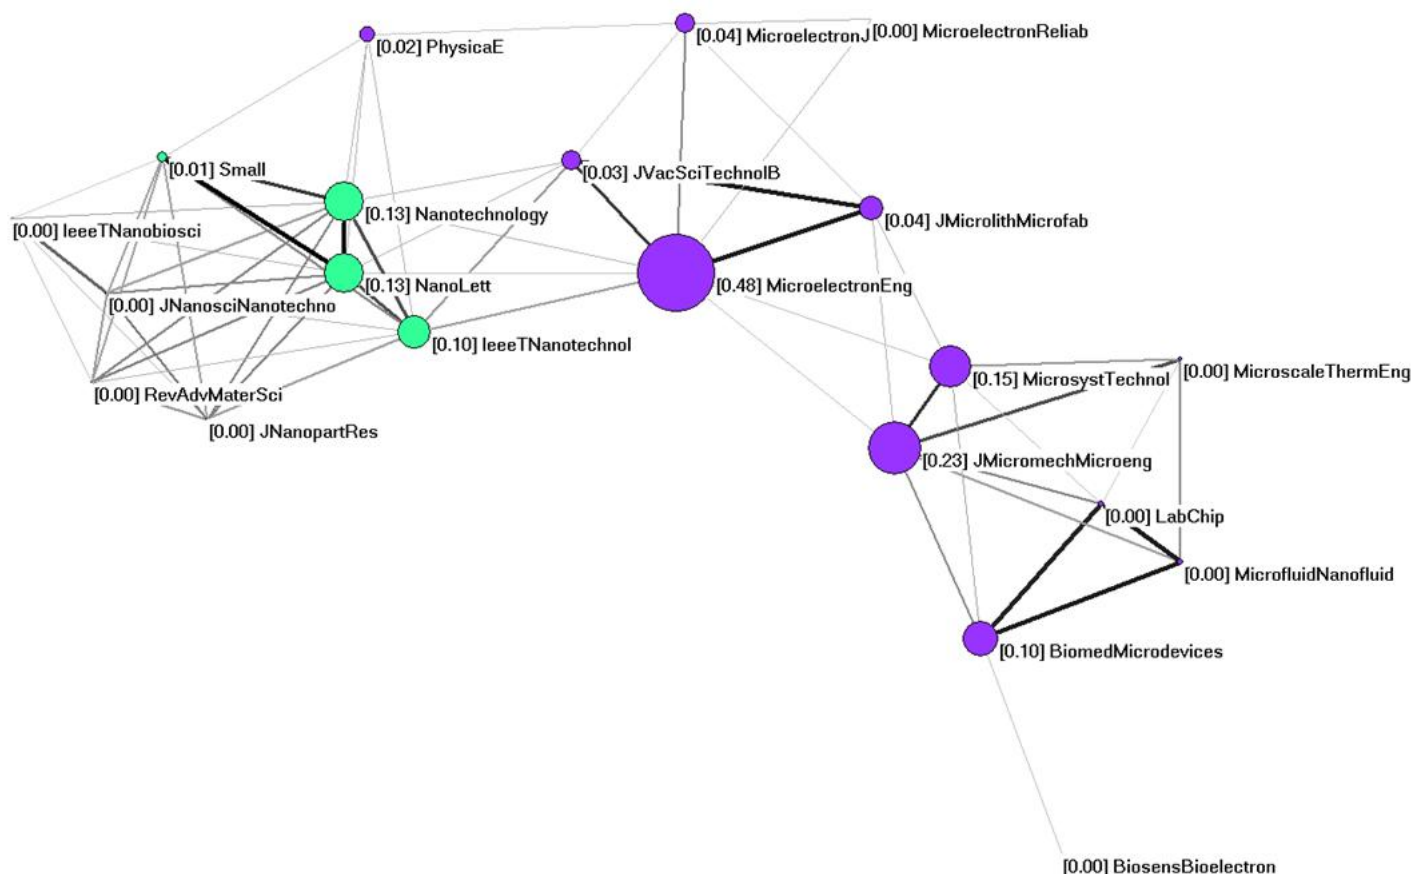 [0.04] MicroelectronJ
[0.00] MicroelectronReliab
[0.02] PhysicaE
[0.01] Small
[0.03] JVacSciTechnolB
[0.13] Nanotechnology
[0.04] JMicrolithMicrofab
[0.00] IeeeTNanobiosci
[0.13] NanoLett
[0.48] MicroelectronEng
[0.00] JNanosciNanotechno
[0.10] IeeeTNanotechnol
[0.00] MicroscaleThermEng
[0.15] MicrosystTechnol
[0.00] RevAdvMaterSci
[0.00] JNanopartRes
[0.23] JMicromechMicroeng
[0.00] LabChip
[0.00] MicrofluidNanofluid
[0.10] BiomedMicrodevices
[0.00] BiosensBioelectron